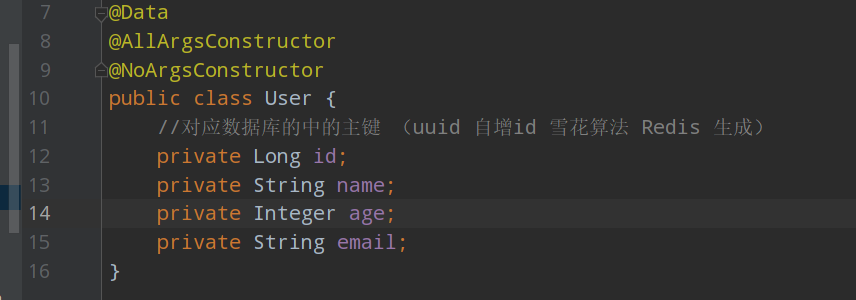 7 @Data
8 @AllArgsConstructor
9 @NoArgsConstructor
10 public class User {
11 //对应数据库的中的主键 （uuid 自增id 雪花算法 Redis 生成）
12 private Long id;
13 private String name;
14 private Integer age;
15 private String email;
16 }